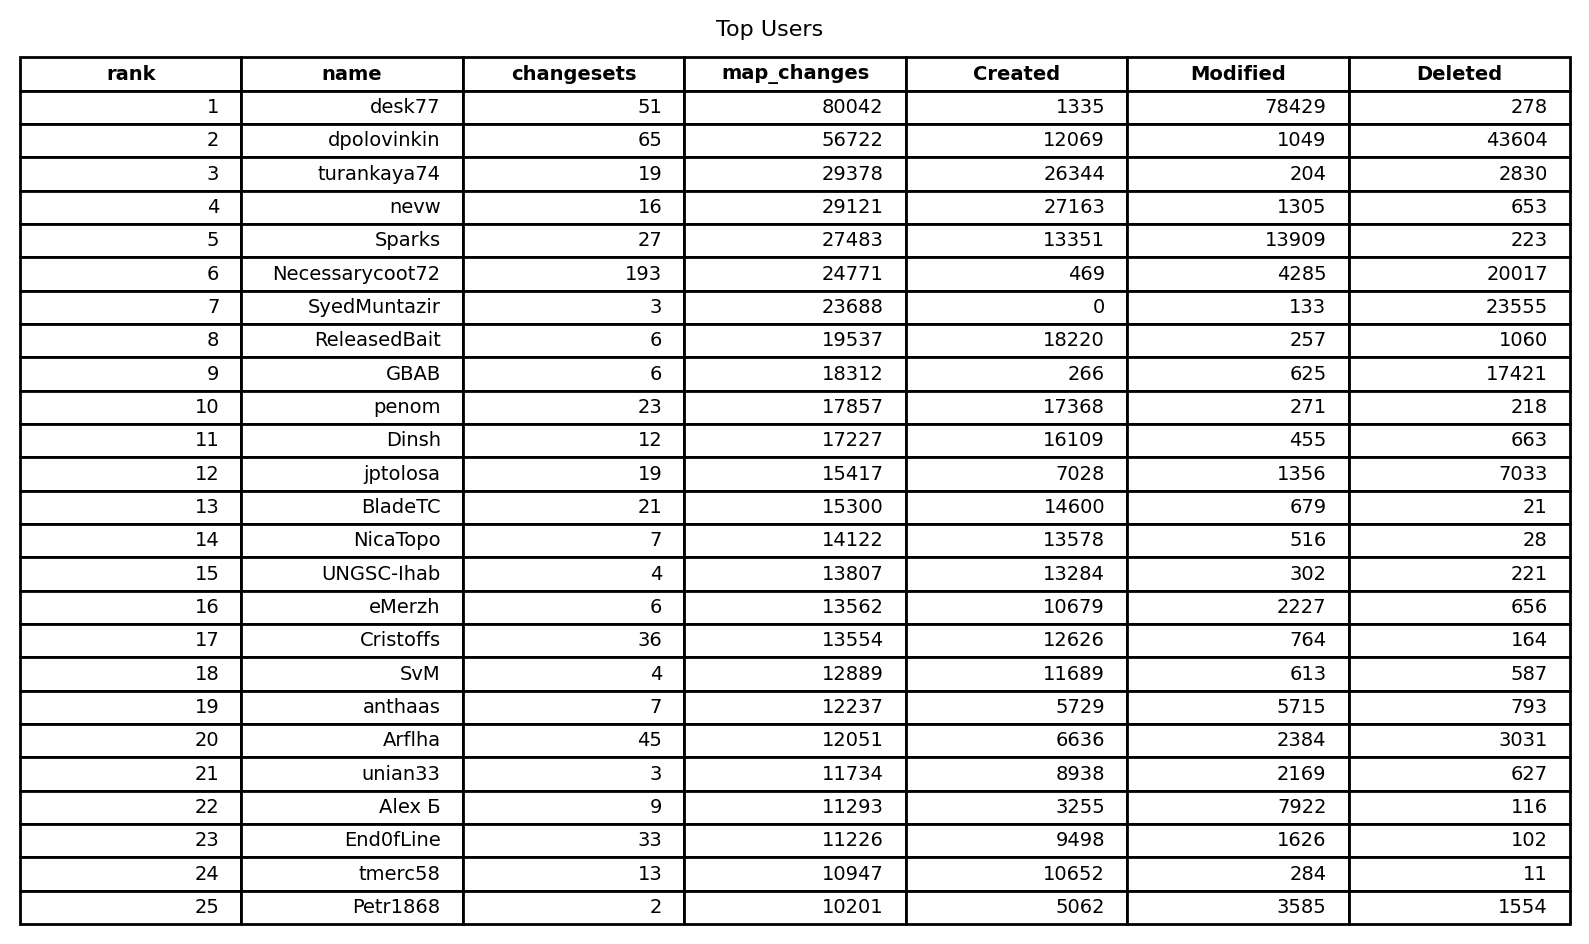 Top Users
rank name changesets map_changes Created Modified Deleted
1 desk77 51 80042 1335 78429 278
2 dpolovinkin 65 56722 12069 1049 43604
3 turankaya74 19 29378 26344 204 2830
4 nevw 16 29121 27163 1305 653
5 Sparks 27 27483 13351 13909 223
6 Necessarycoot72 193 24771 469 4285 20017
7 SyedMuntazir 3 23688 0 133 23555
8 ReleasedBait 6 19537 18220 257 1060
9 GBAB 6 18312 266 625 17421
10 penom 23 17857 17368 271 218
11 Dinsh 12 17227 16109 455 663
12 jptolosa 19 15417 7028 1356 7033
13 BladeTC 21 15300 14600 679 21
14 NicaTopo 7 14122 13578 516 28
15 UNGSC-Ihab 4 13807 13284 302 221
16 eMerzh 6 13562 10679 2227 656
17 Cristoffs 36 13554 12626 764 164
18 SvM 4 12889 11689 613 587
19 anthaas 7 12237 5729 5715 793
20 Arflha 45 12051 6636 2384 3031
21 unian33 3 11734 8938 2169 627
22 Alex Б 9 11293 3255 7922 116
23 End0fLine 33 11226 9498 1626 102
24 tmerc58 13 10947 10652 284 11
25 Petr1868 2 10201 5062 3585 1554